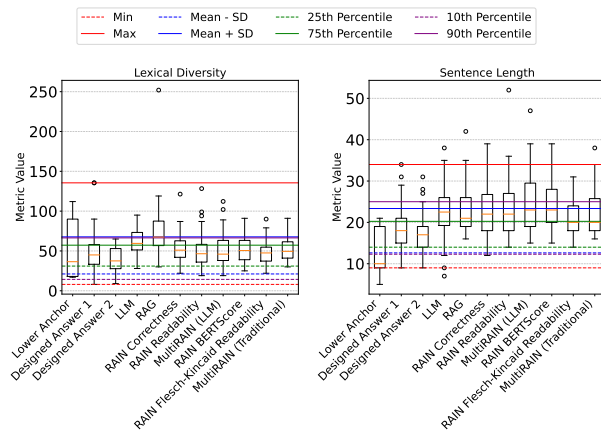 Min
Max
Mean - SD
Mean + SD
25th Percentile
75th Percentile
10th Percentile
90th Percentile
Lexical Diversity
Metric Value
250
200
150
100
50
0
Lower Anchor
Designed Answer 1
Designed Answer 2
LLM
RAG
RAIN Correctness
RAIN Readability
MultiRAIN (LLM)
RAIN BERTScore
RAIN Flesch-Kincaid Readability
MultiRAIN (Traditional)
Sentence Length
Metric Value
50
40
30
20
10
Lower Anchor
Designed Answer 1
Designed Answer 2
LLM
RAG
RAIN Correctness
RAIN Readability
MultiRAIN (LLM)
RAIN BERTScore
RAIN Flesch-Kincaid Readability
MultiRAIN (Traditional)